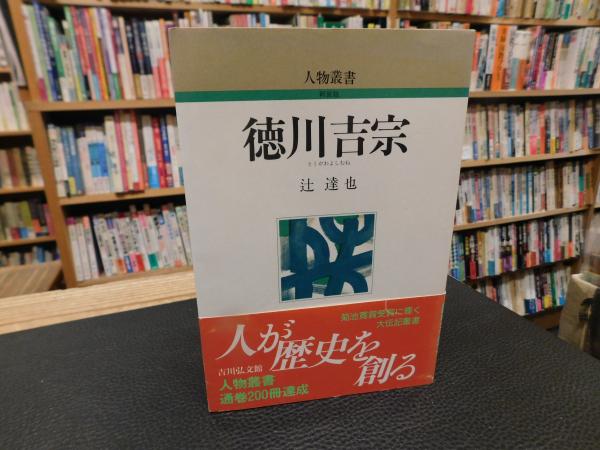 人物叢書
新装版
徳川吉宗
とくがわよしむね
辻 達也
菊池寛賞受賞に輝く
大伝記叢書
人が歴史を創る
吉川弘文館
人物叢書
通巻200冊達成